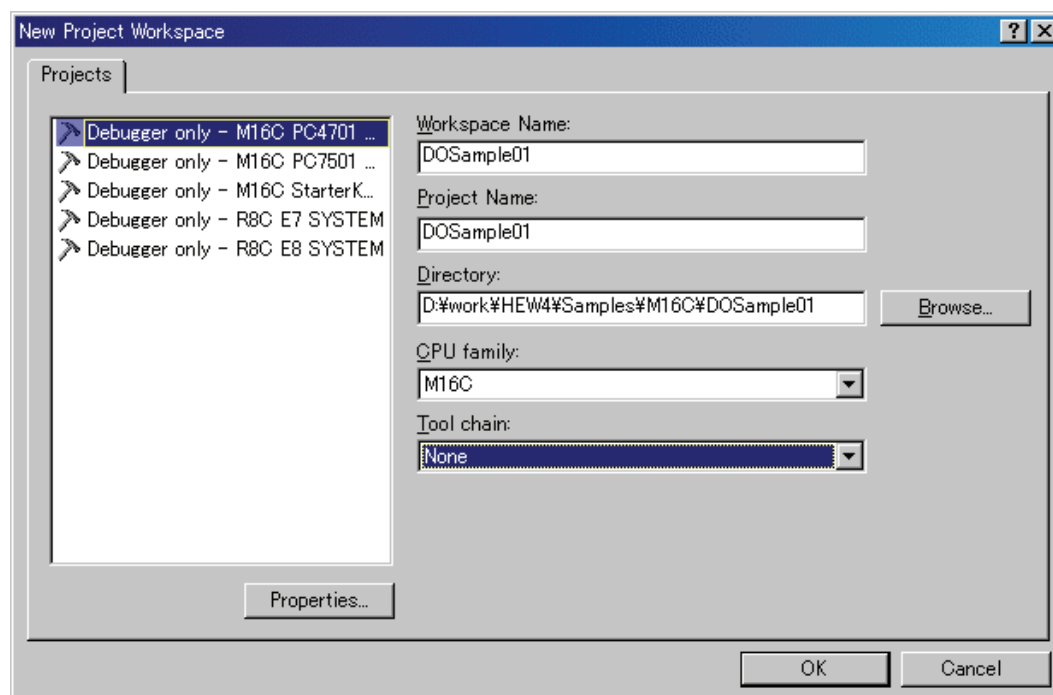 New Project Workspace
Projects
Debugger only - M16C PC4701 ...
Debugger only - M16C PC7501 ...
Debugger only - M16C StarterK...
Debugger only - R8C E7 SYSTEM
Debugger only - R8C E8 SYSTEM
Properties...
Workspace Name:
DOSample01
Project Name:
DOSample01
Directory:
D:¥work¥HEW4¥Samples¥M16C¥DOSample01
Browse...
CPU family:
M16C
Tool chain:
None
OK
Cancel